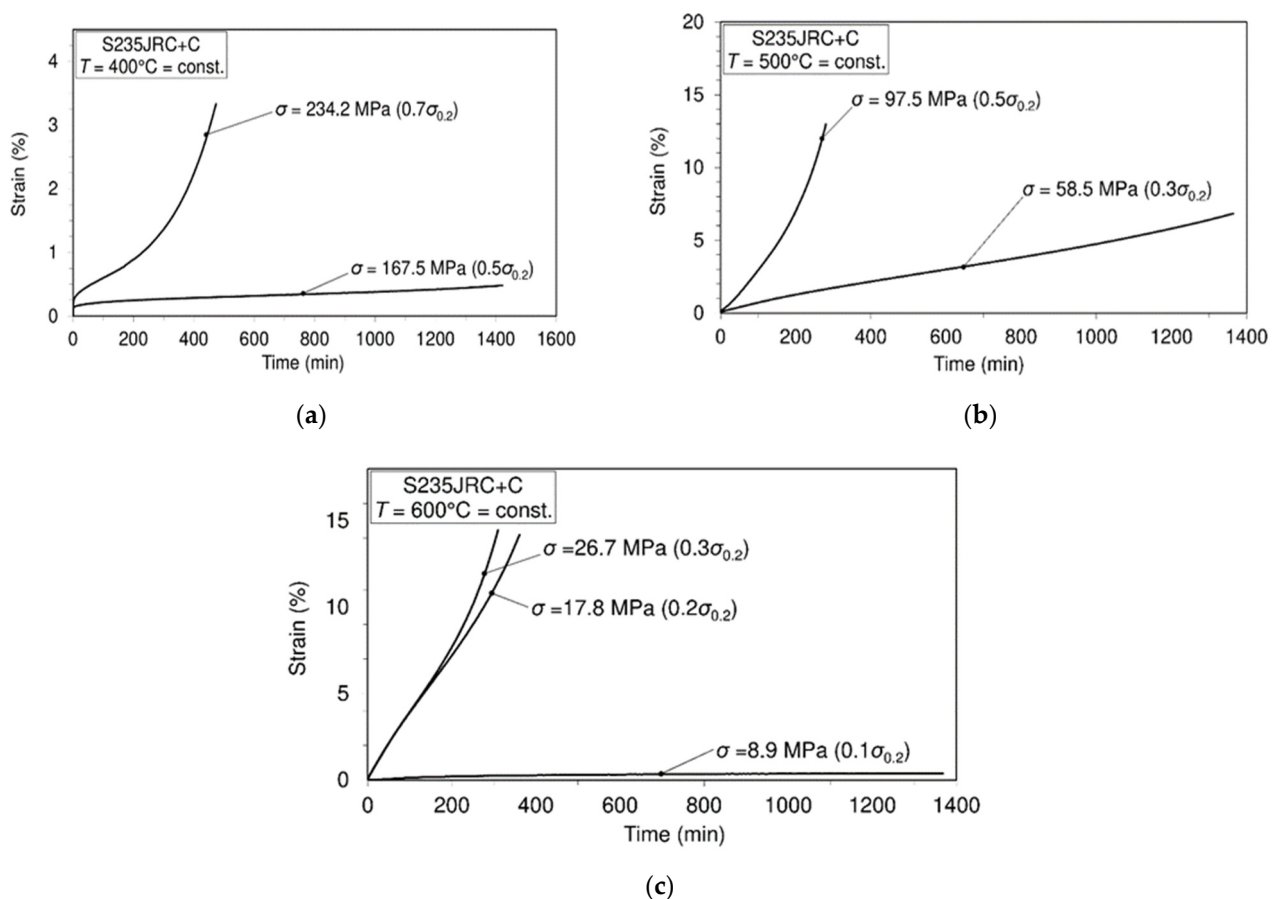 S235JRC+C
T = 400°C = const.
4
3
2
1
0
Strain (%)
σ = 234.2 MPa (0.7σ0.2)
σ = 167.5 MPa (0.5σ0.2)
0 200 400 600 800 1000 1200 1400 1600
Time (min)
(a)
S235JRC+C
T = 500°C = const.
20
15
10
5
0
Strain (%)
σ = 97.5 MPa (0.5σ0.2)
σ = 58.5 MPa (0.3σ0.2)
0 200 400 600 800 1000 1200 1400
Time (min)
(b)
S235JRC+C
T = 600°C = const.
15
10
5
0
Strain (%)
σ =26.7 MPa (0.3σ0.2)
σ =17.8 MPa (0.2σ0.2)
σ =8.9 MPa (0.1σ0.2)
0 200 400 600 800 1000 1200 1400
Time (min)
(c)